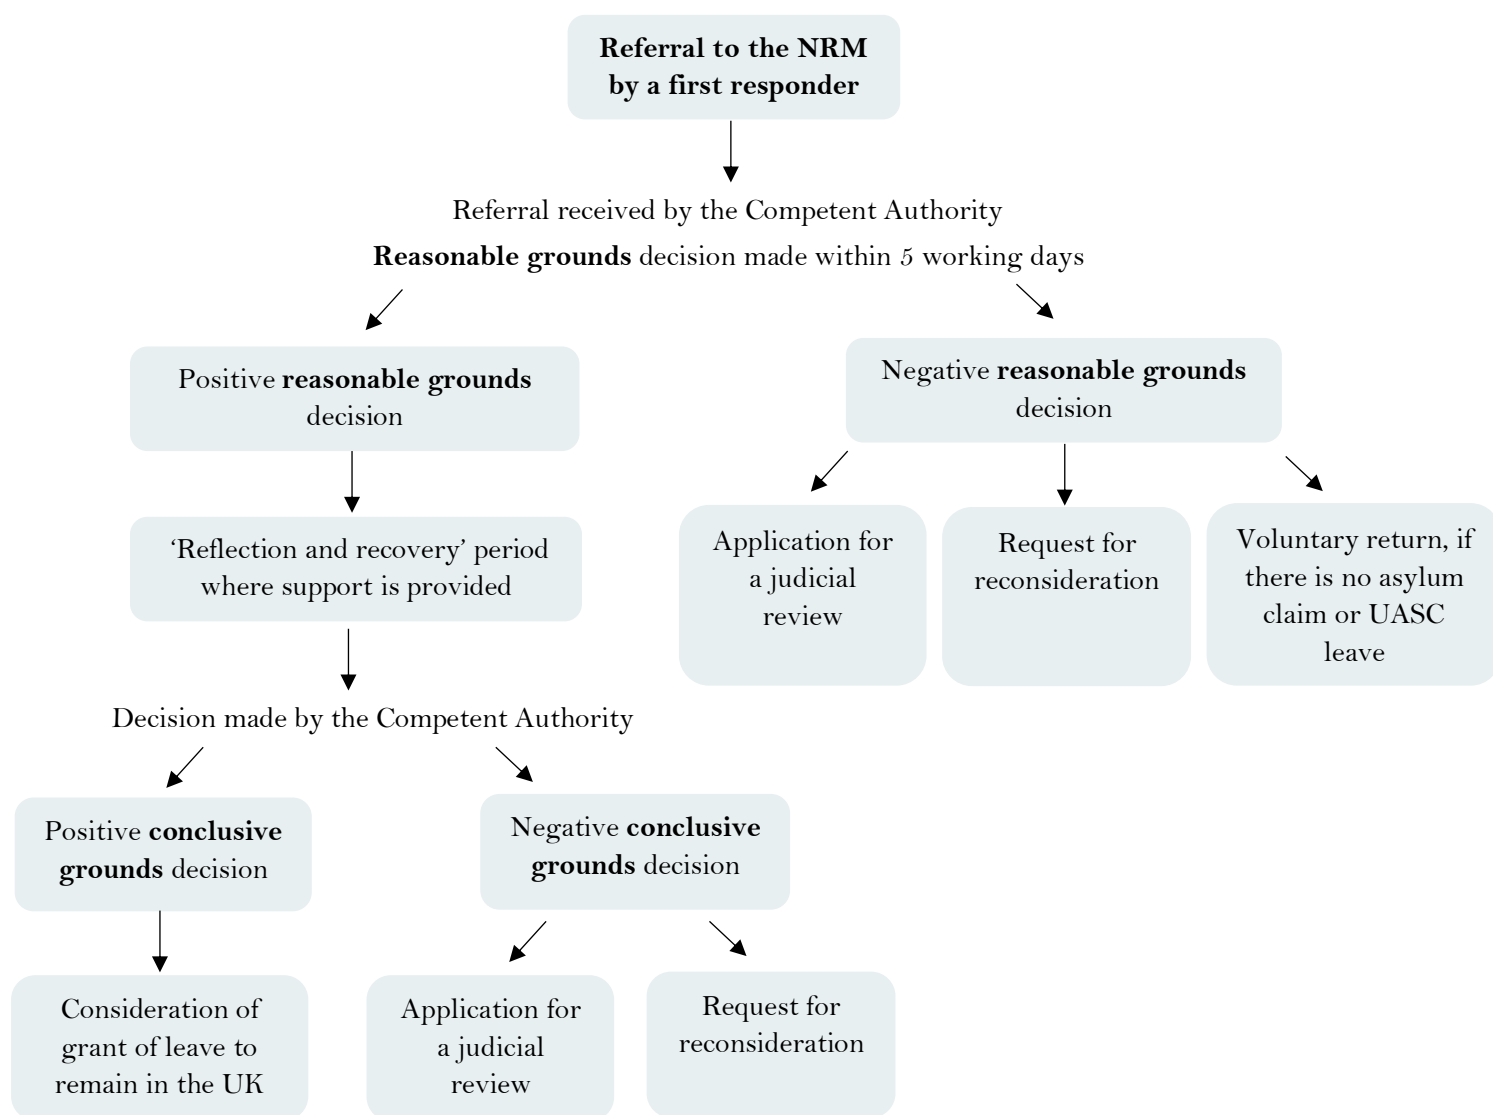 Referral to the NRM
by a first responder
Referral received by the Competent Authority
Reasonable grounds decision made within 5 working days
Positive reasonable grounds
decision
Negative reasonable grounds
decision
‘Reflection and recovery’ period
where support is provided
Application for
a judicial
review
Request for
reconsideration
Voluntary return, if
there is no asylum
claim or UASC
leave
Decision made by the Competent Authority
Positive conclusive
grounds decision
Negative conclusive
grounds decision
Consideration of
grant of leave to
remain in the UK
Application for
a judicial
review
Request for
reconsideration